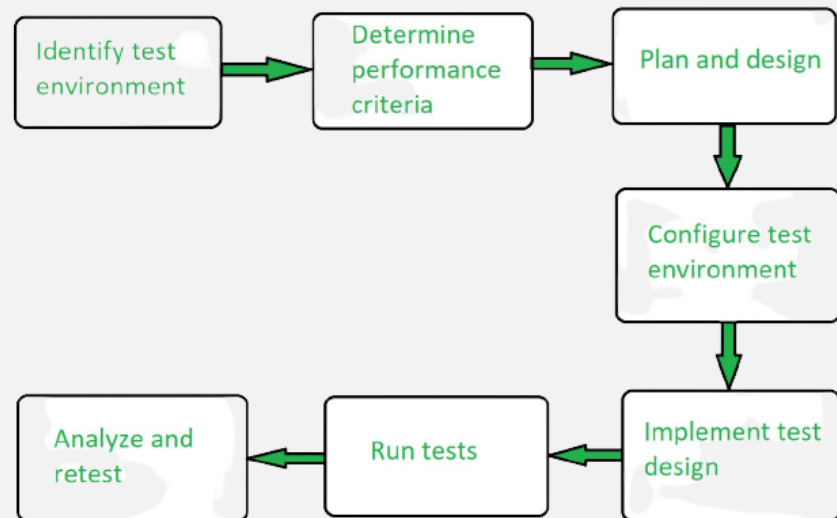 Identify test
environment
Determine
performance
criteria
Plan and design
Configure test
environment
Implement test
design
Run tests
Analyze and
retest